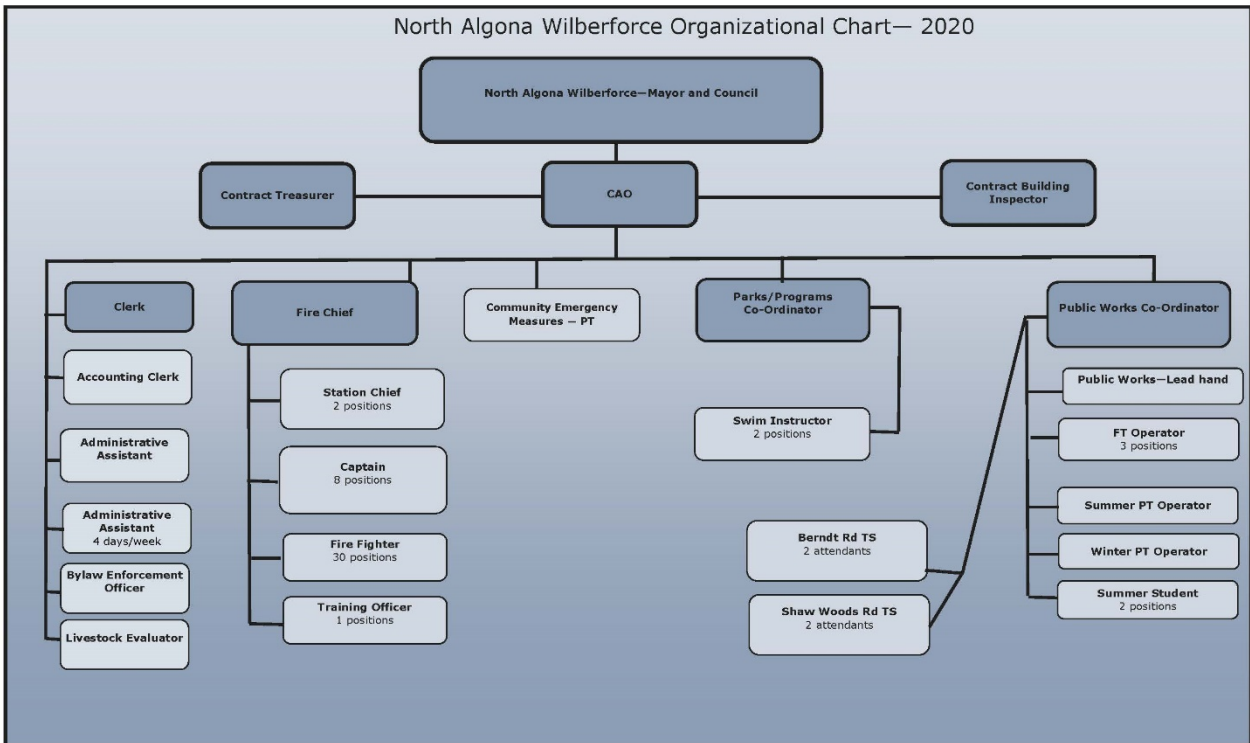 North Algona Wilberforce Organizational Chart— 2020
North Algona Wilberforce—Mayor and Council
Contract Treasurer
CAO
Contract Building
Inspector
Clerk
Accounting Clerk
Administrative
Assistant
Administrative
Assistant
4 days/week
Bylaw Enforcement
Officer
Livestock Evaluator
Fire Chief
Station Chief
2 positions
Captain
8 positions
Fire Fighter
30 positions
Training Officer
1 positions
Community Emergency
Measures — PT
Parks/Programs
Co-Ordinator
Swim Instructor
2 positions
Berndt Rd TS
2 attendants
Shaw Woods Rd TS
2 attendants
Public Works Co-Ordinator
Public Works—Lead hand
FT Operator
3 positions
Summer PT Operator
Winter PT Operator
Summer Student
2 positions